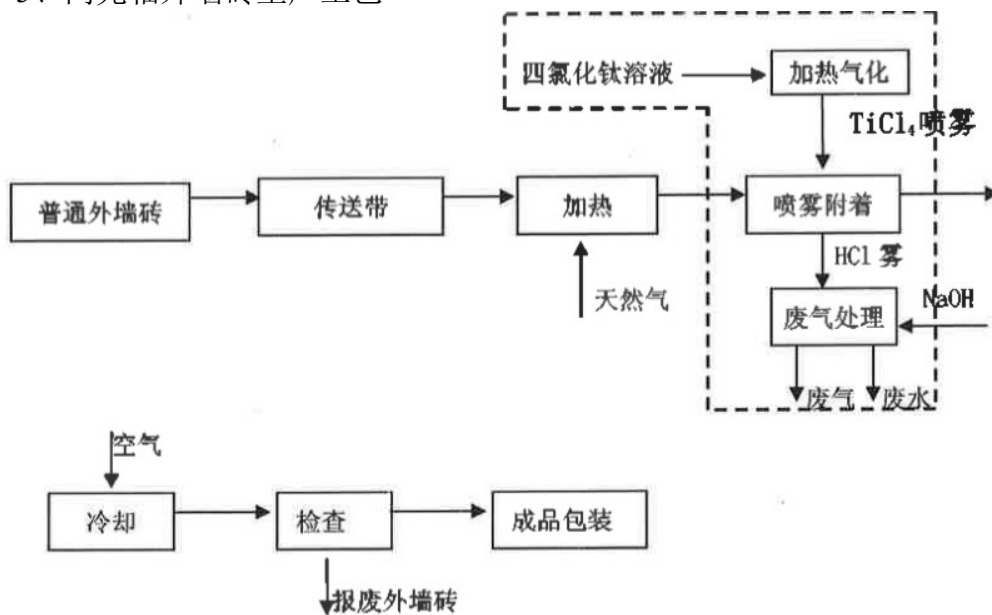 四氯化钛溶液
加热气化
TiCl₄喷雾
普通外墙砖
传送带
加热
喷雾附着
HCl雾
天然气
废气处理
NaOH
废气
废水
空气
冷却
检查
成品包装
报废外墙砖